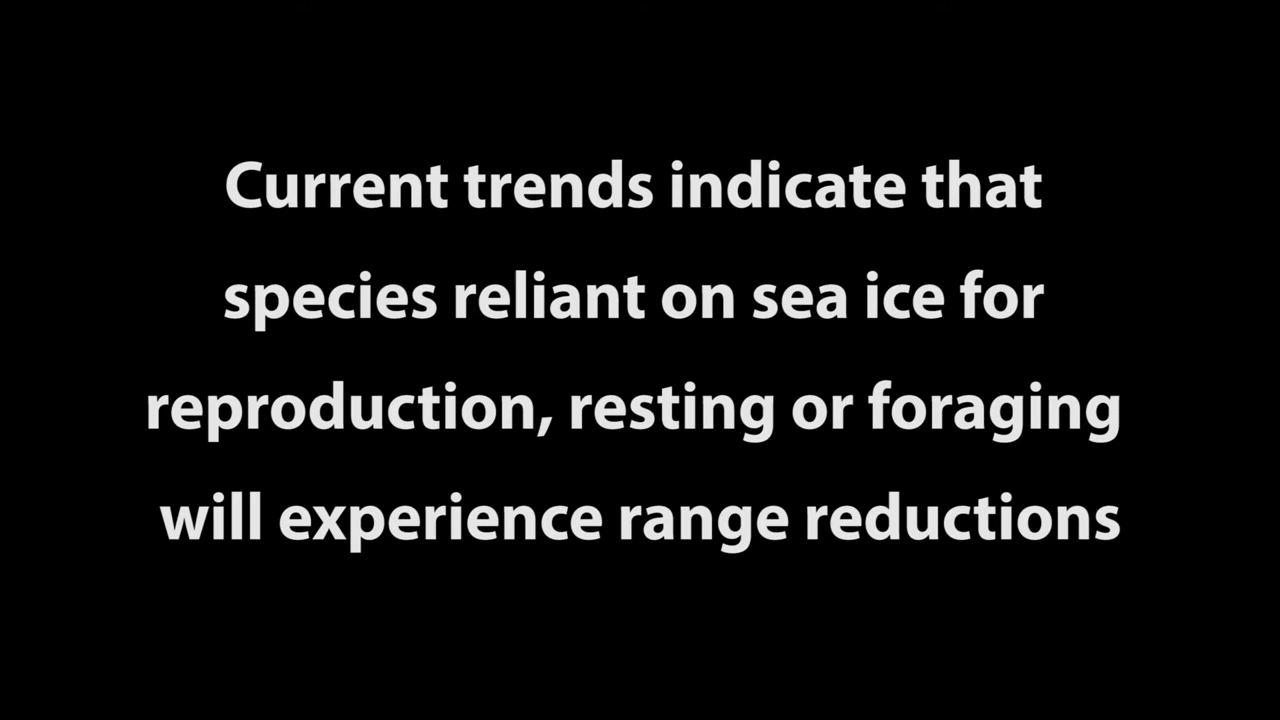 Current trends indicate that
species reliant on sea ice for
reproduction, resting or foraging
will experience range reductions